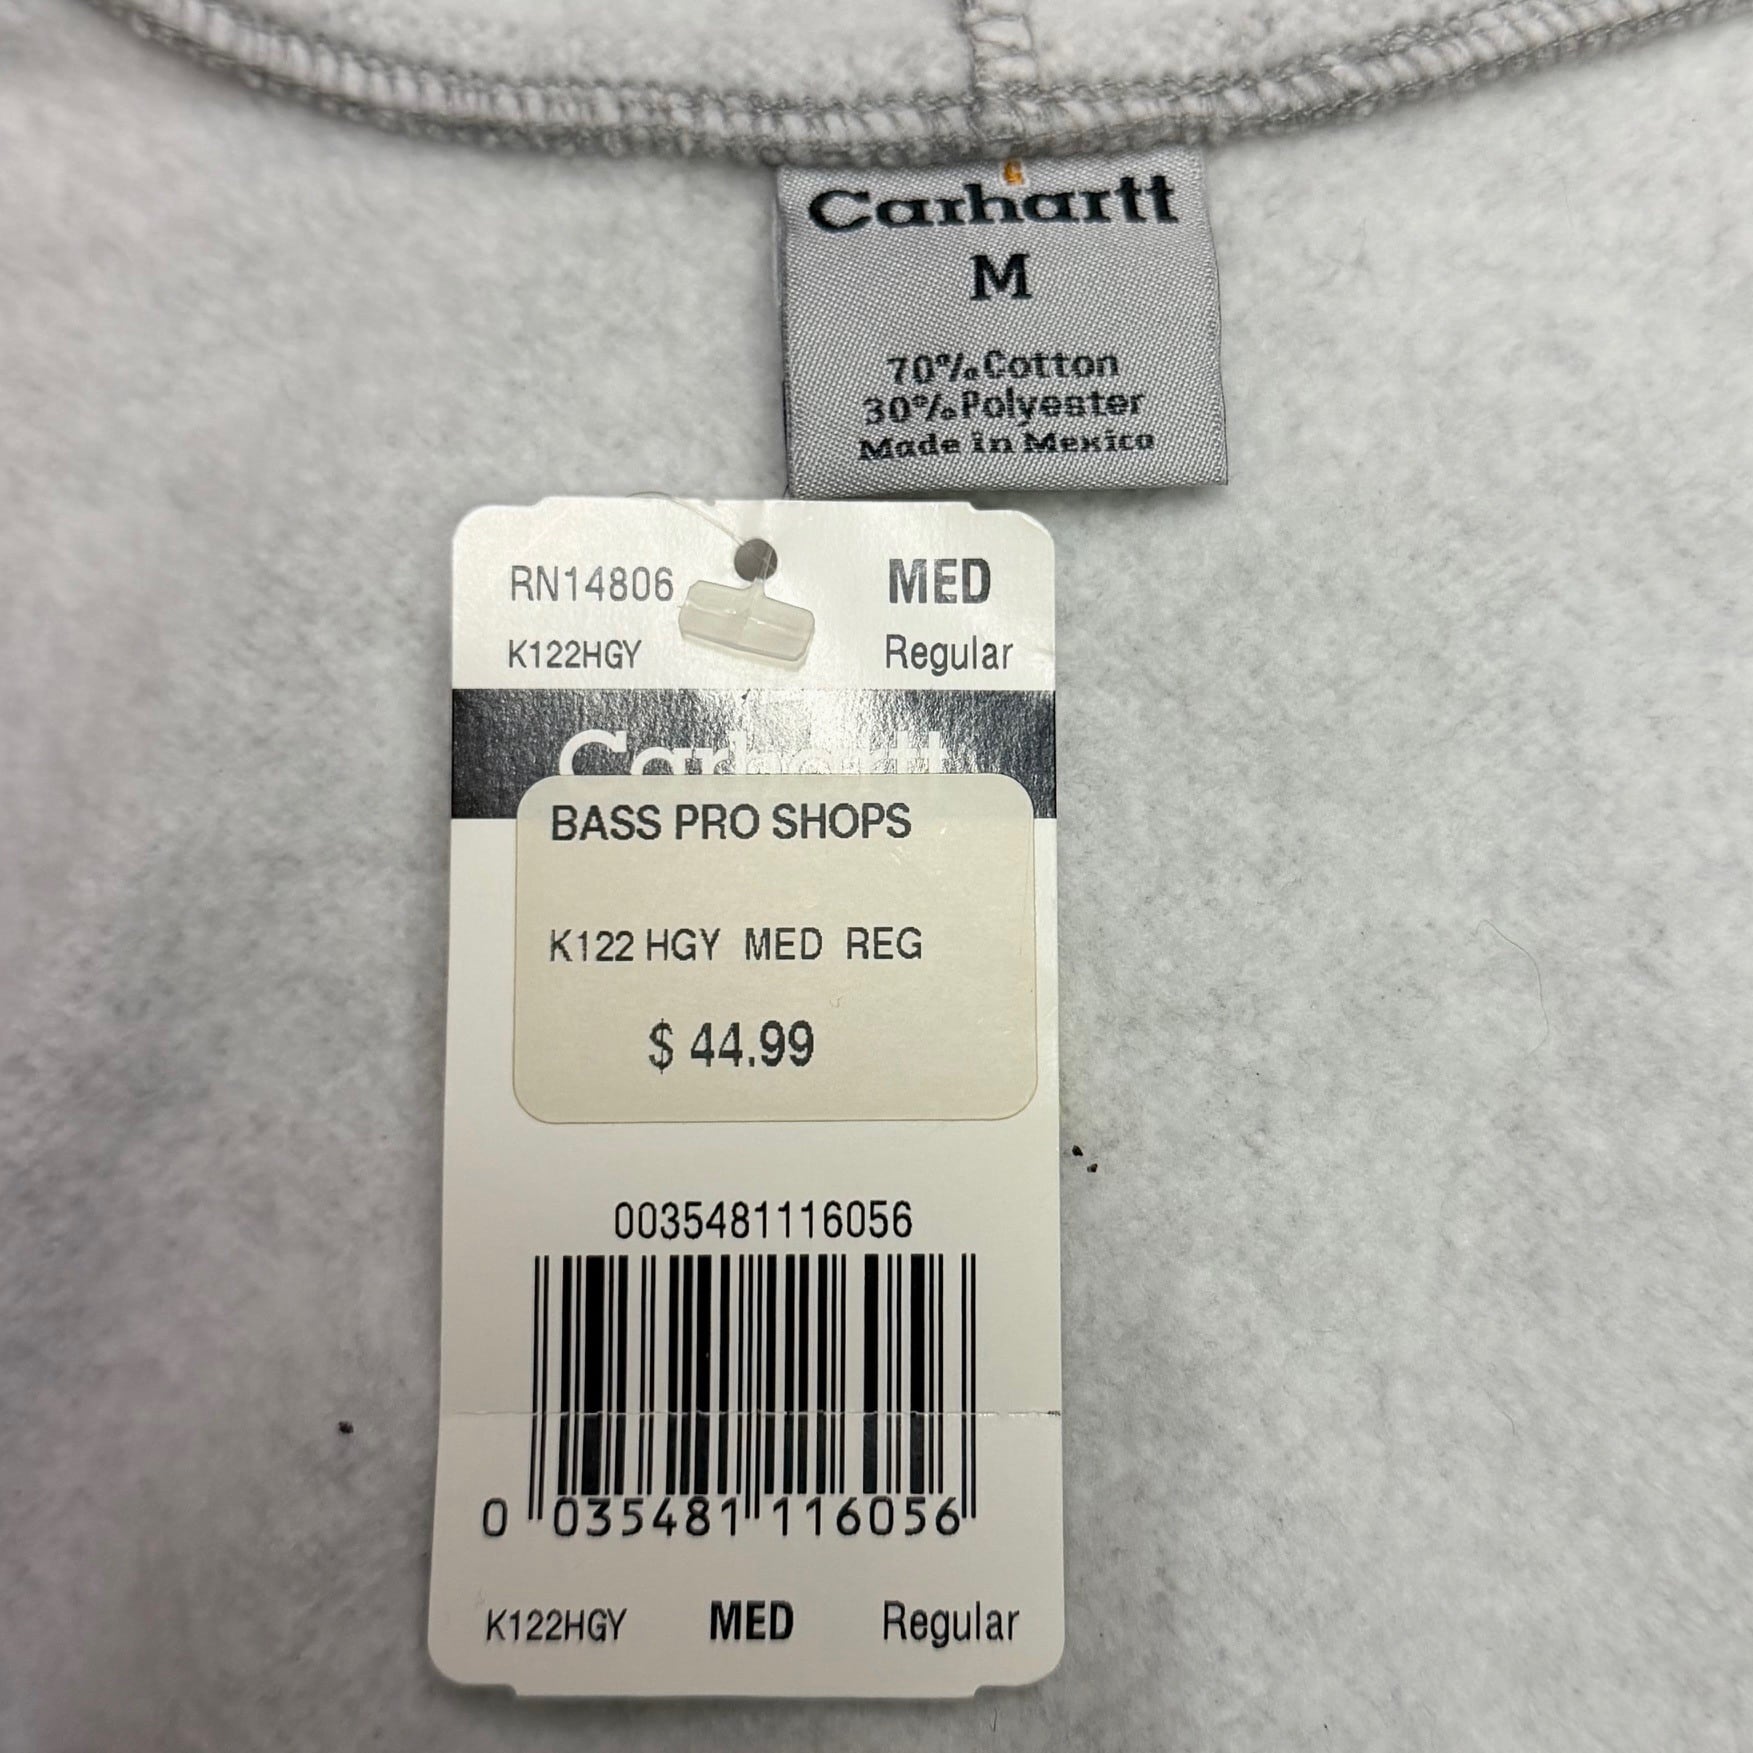 Carhartt
M
70% Cotton
30% Polyester
Made in Mexico
RN14806
MED
K122HGY
Regular
Carhartt
BASS PRO SHOPS
K122 HGY MED REG
$ 44.99
0035481116056
0 035481 116056
K122HGY MED Regular